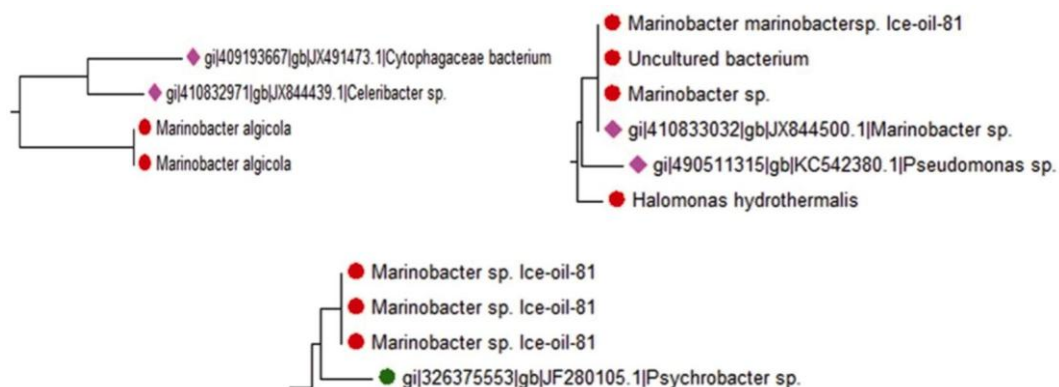 gi|409193667|gb|JX491473.1|Cytophagaceae bacterium
gi|410832971|gb|JX844439.1|Celeribacter sp.
Marinobacter algicola
Marinobacter algicola
Marinobacter marinobactersp. Ice-oil-81
Uncultured bacterium
Marinobacter sp.
gi|410833032|gb|JX844500.1|Marinobacter sp.
gi|490511315|gb|KC542380.1|Pseudomonas sp.
Halomonas hydrothermalis
Marinobacter sp. Ice-oil-81
Marinobacter sp. Ice-oil-81
Marinobacter sp. Ice-oil-81
gi|326375553|gb|JF280105.1|Psychrobacter sp.